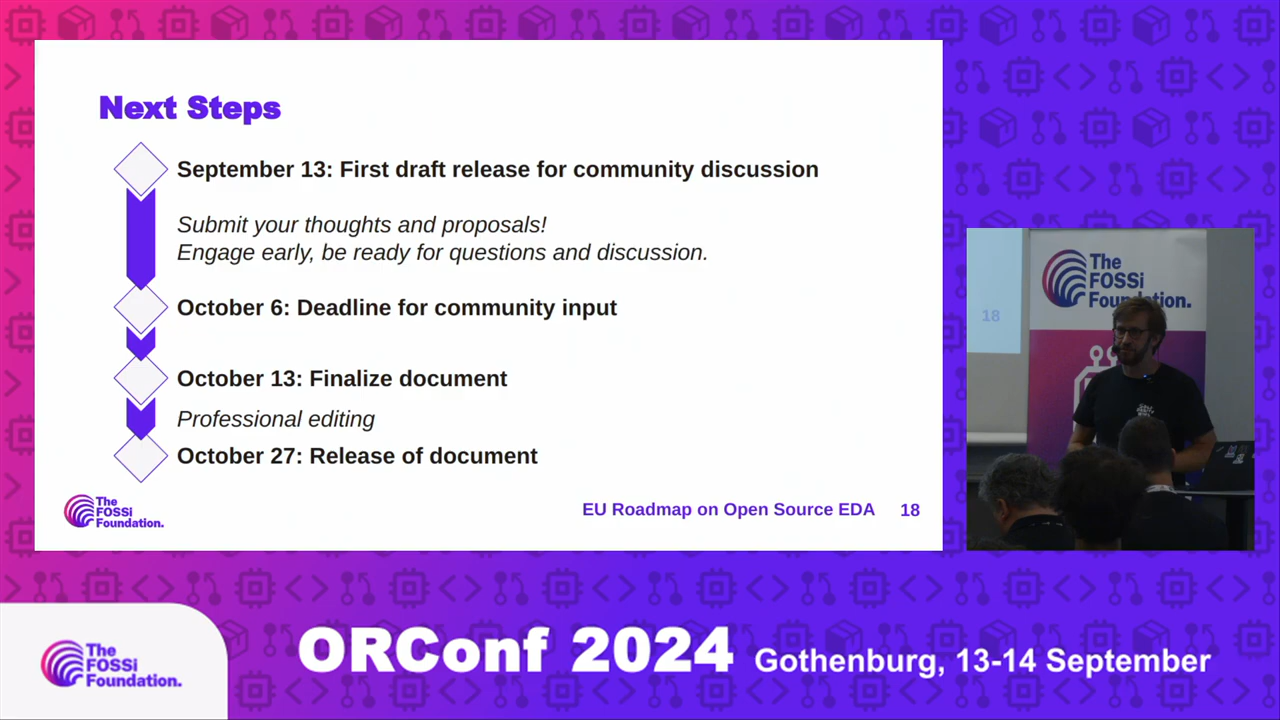 Next Steps
September 13: First draft release for community discussion
Submit your thoughts and proposals!
Engage early, be ready for questions and discussion.
October 6: Deadline for community input
October 13: Finalize document
Professional editing
October 27: Release of document
The
FOSSi
Foundation.
EU Roadmap on Open Source EDA 18
18
The
FOSSi
Foundation.
The
FOSSi
Foundation.
ORConf 2024 Gothenburg, 13-14 September